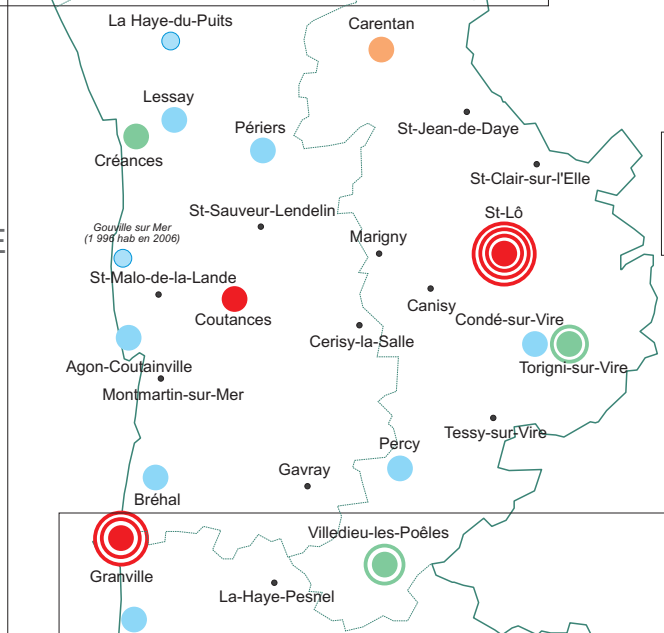 La Haye-du-Puits
Carentan
Lessay
Périers
St-Jean-de-Daye
Créances
St-Clair-sur-l'Elle
St-Sauveur-Lendelin
St-Lô
Gouville sur Mer
(1 996 hab en 2006)
Marigny
St-Malo-de-la-Lande
Canisy
Coutances
Condé-sur-Vire
Cerisy-la-Salle
Agon-Coutainville
Torigni-sur-Vire
Montmartin-sur-Mer
Tessy-sur-Vire
Percy
Gavray
Bréhal
Villedieu-les-Poêles
Granville
La-Haye-Pesnel